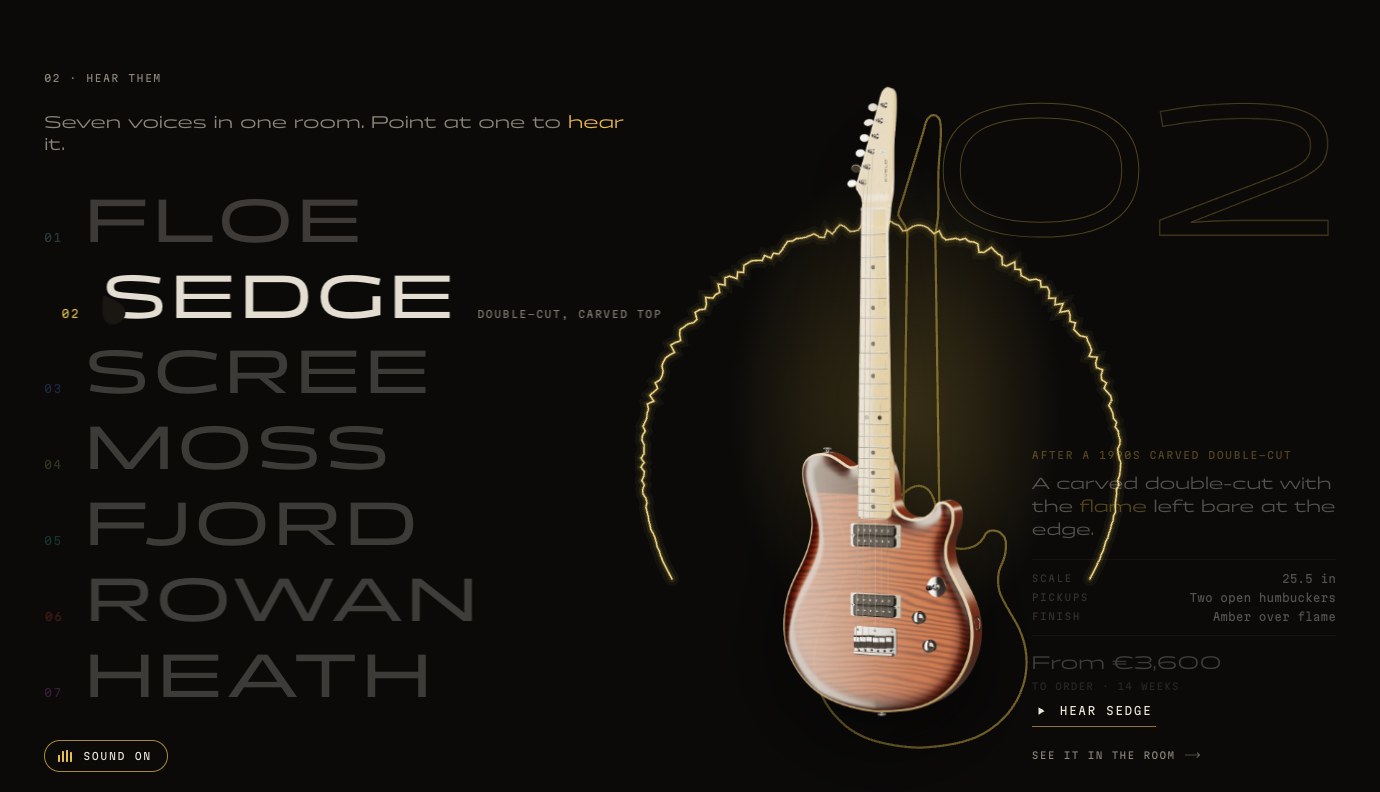 02 · HEAR THEM
Seven voices in one room. Point at one to hear
it.
01 FLOE
02 SEDGE DOUBLE-CUT, CARVED TOP
03 SCREE
04 MOSS
05 FJORD
06 ROWAN
07 HEATH
SOUND ON
02
AFTER A 1990S CARVED DOUBLE-CUT
A carved double-cut with
the flame left bare at the
edge.
SCALE 25.5 in
PICKUPS Two open humbuckers
FINISH Amber over flame
From €3,600
TO ORDER · 14 WEEKS
HEAR SEDGE
SEE IT IN THE ROOM